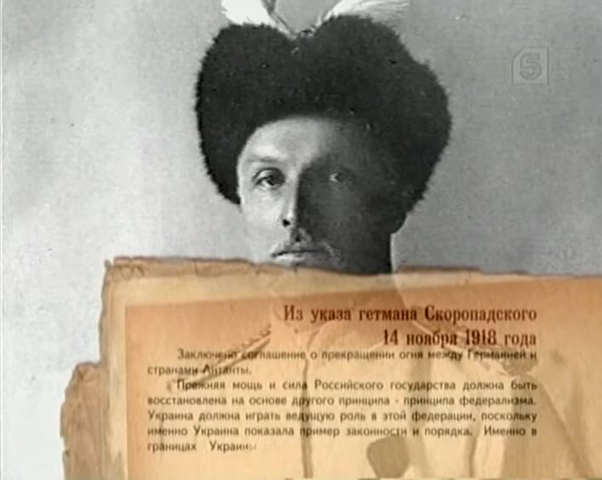 5
Из указа гетмана Скоропадского
14 ноября 1918 года
Заключено соглашение о прекращении огня между Германией и
странами Антанты.
Прежняя мощь и сила Российского государства должна быть
восстановлена на основе другого принципа - принципа федерализма.
Украина должна играть ведущую роль в этой федерации, поскольку
именно Украина показала пример законности и порядка. Именно в
границах Украины